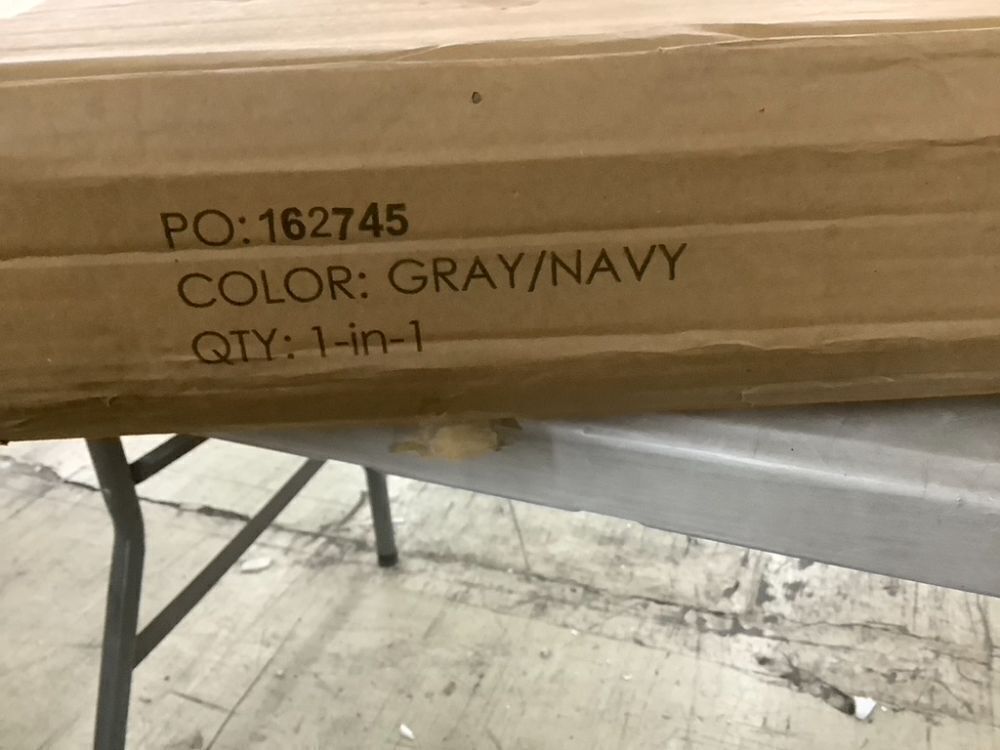 PO: 162745
COLOR: GRAY/NAVY
QTY: 1-in-1